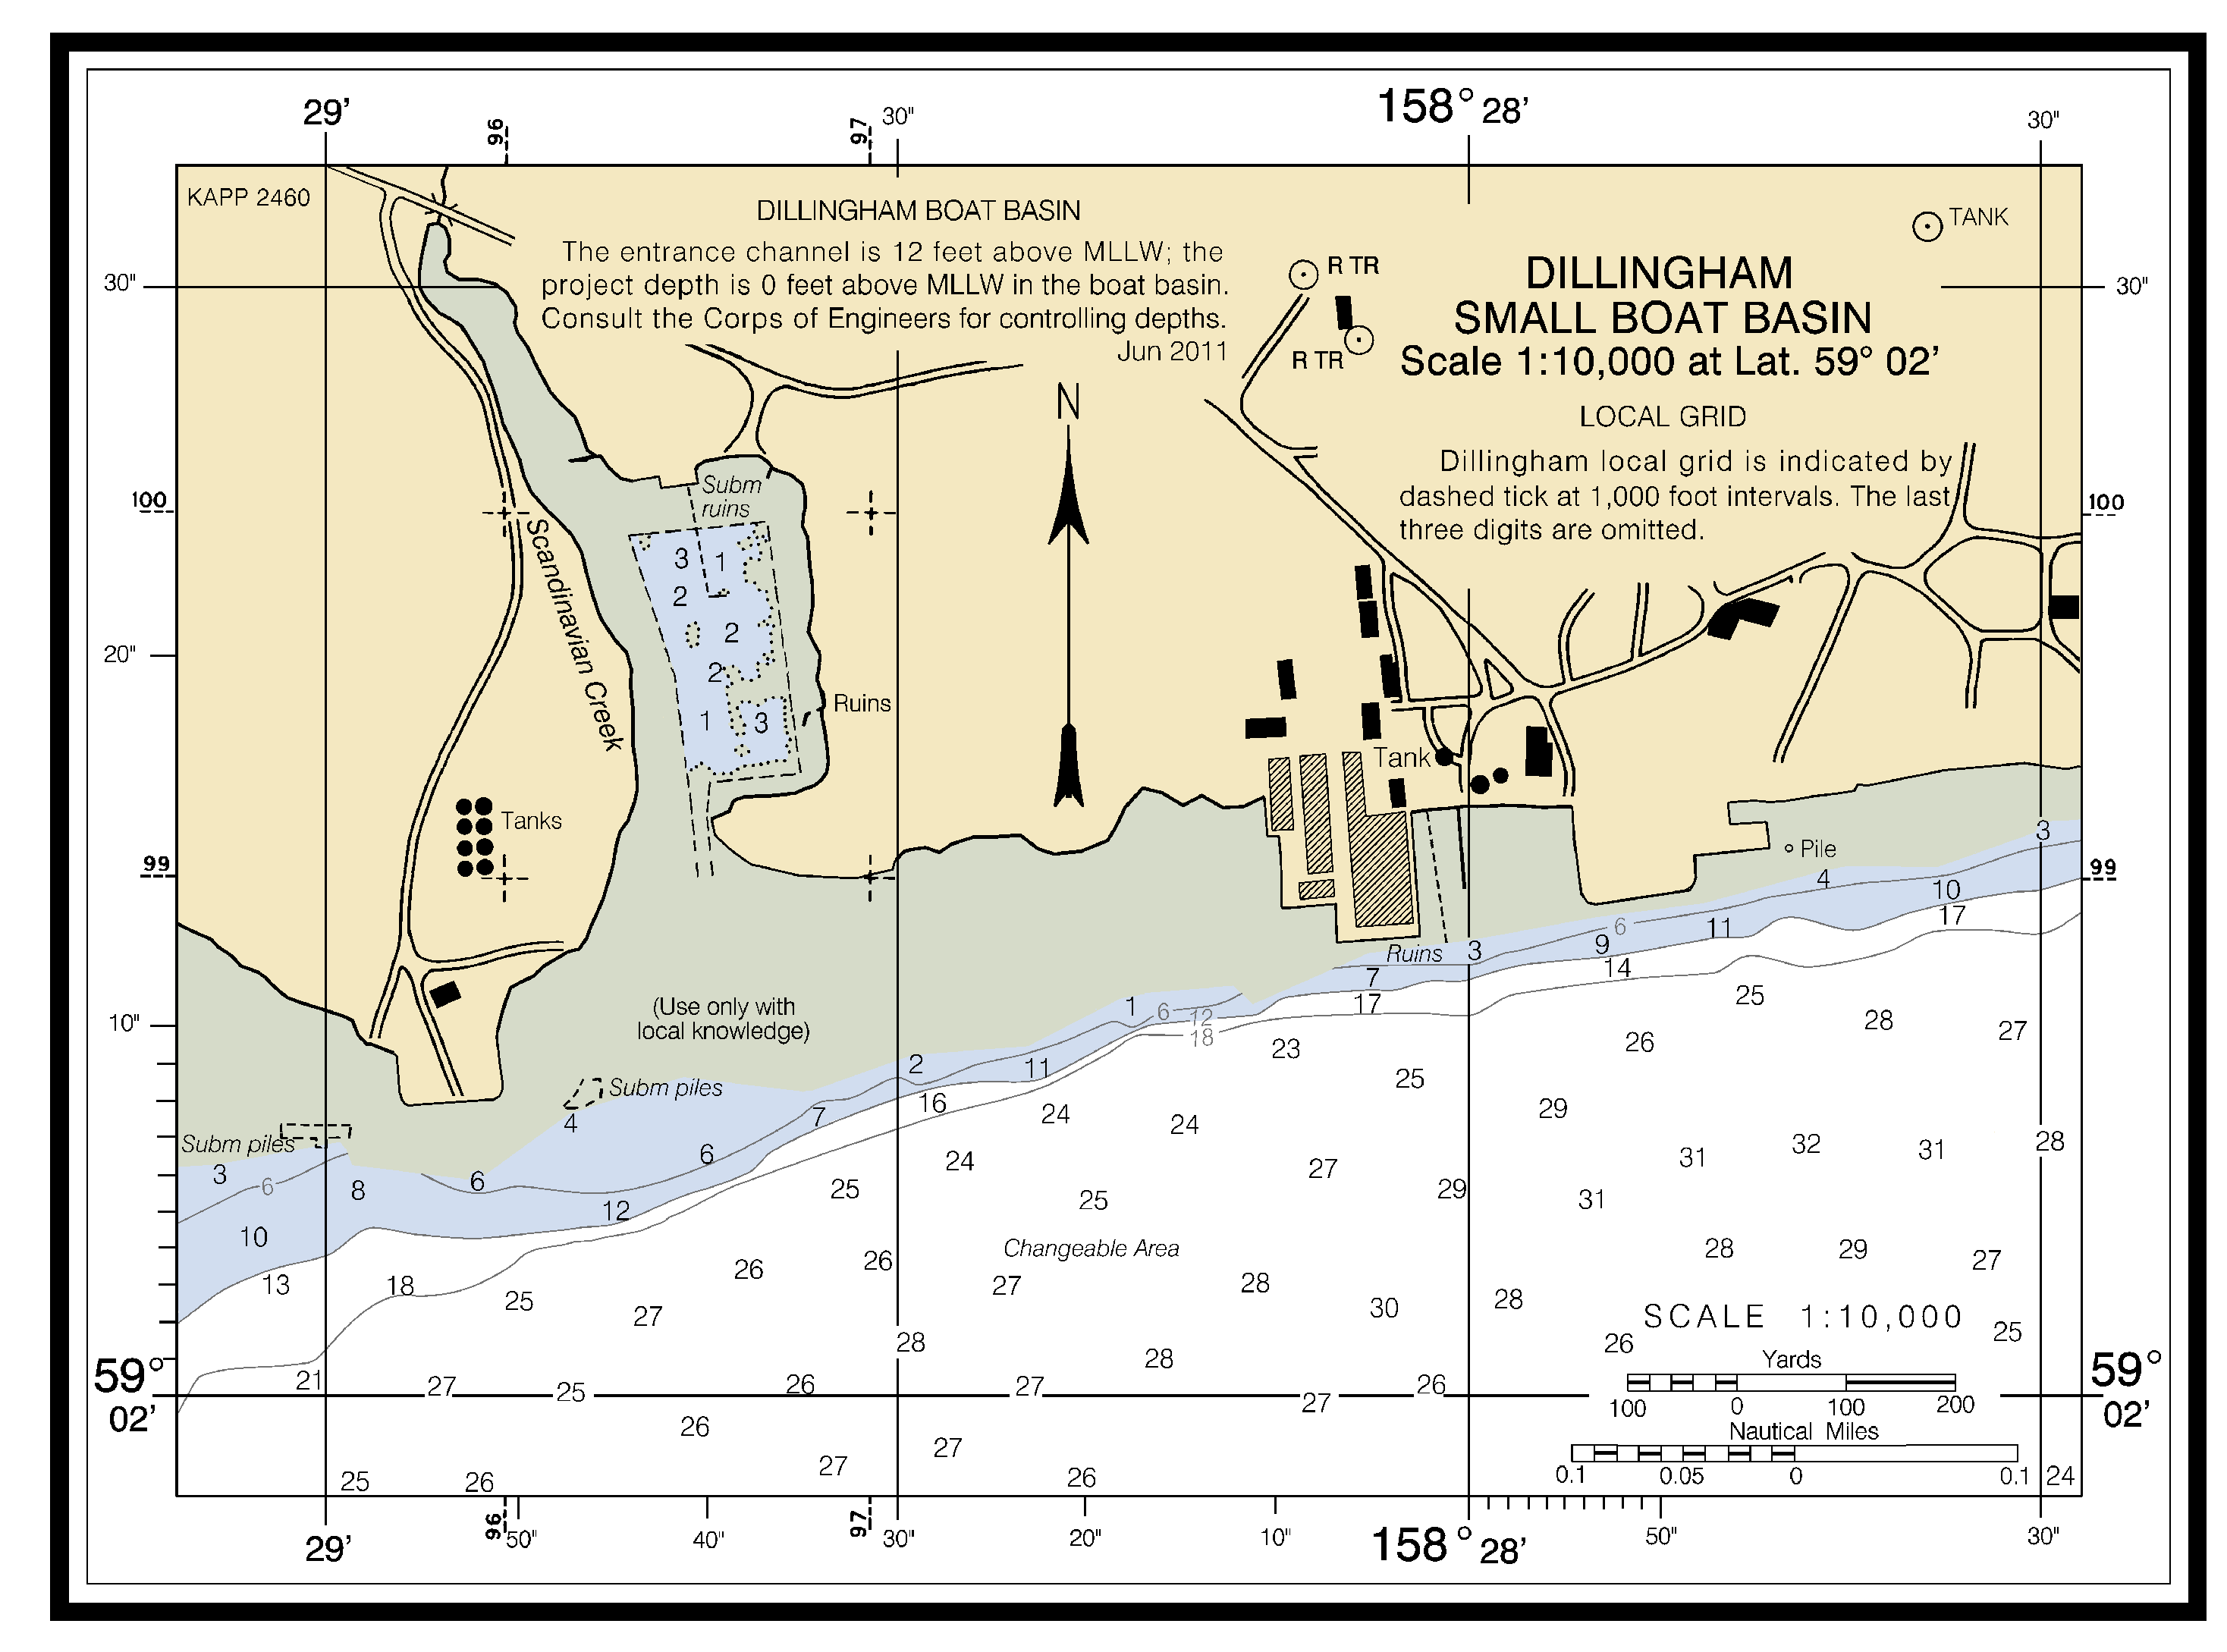 29'
96
97
30"
158° 28'
30"
KAPP 2460
DILLINGHAM BOAT BASIN
The entrance channel is 12 feet above MLLW; the
project depth is 0 feet above MLLW in the boat basin.
Consult the Corps of Engineers for controlling depths.
Jun 2011
TANK
R TR
R TR
DILLINGHAM
SMALL BOAT BASIN
Scale 1:10,000 at Lat. 59° 02'
30"
30"
N
LOCAL GRID
Dillingham local grid is indicated by
dashed tick at 1,000 foot intervals. The last
three digits are omitted.
100
100
Subm
ruins
Scandinavian Creek
3 1
2
2
2
1 3
20"
Ruins
Tank
Tanks
99
99
Pile
3
4
10
17
6
11
9
14
Ruins 3
7
17
25
28
27
26
10"
(Use only with
local knowledge)
1 6 12
18
23
25
2
11
16
24
24
29
Subm piles
4
7
Subm piles
3
6
8
6
6
12
10
24
25
25
27
29
31
31
32
31
28
Changeable Area
13
18
25
27
26
26
27
28
30
28
28
29
27
28
28
SCALE 1:10,000
26
25
Yards
100 0 100 200
Nautical Miles
0.1 0.05 0 0.1
24
59°
02'
59°
02'
21
27
25
26
27
27
26
26
27
27
26
25
26
96
50"
40"
97
30"
20"
10"
29'
158° 28'
50"
30"